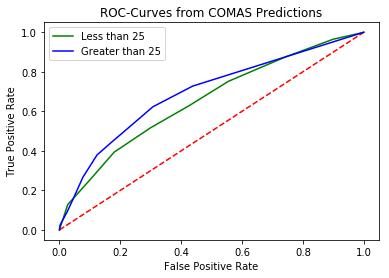 ROC-Curves from COMAS Predictions
Less than 25
Greater than 25
True Positive Rate
1.0
0.8
0.6
0.4
0.2
0.0
0.0 0.2 0.4 0.6 0.8 1.0
False Positive Rate